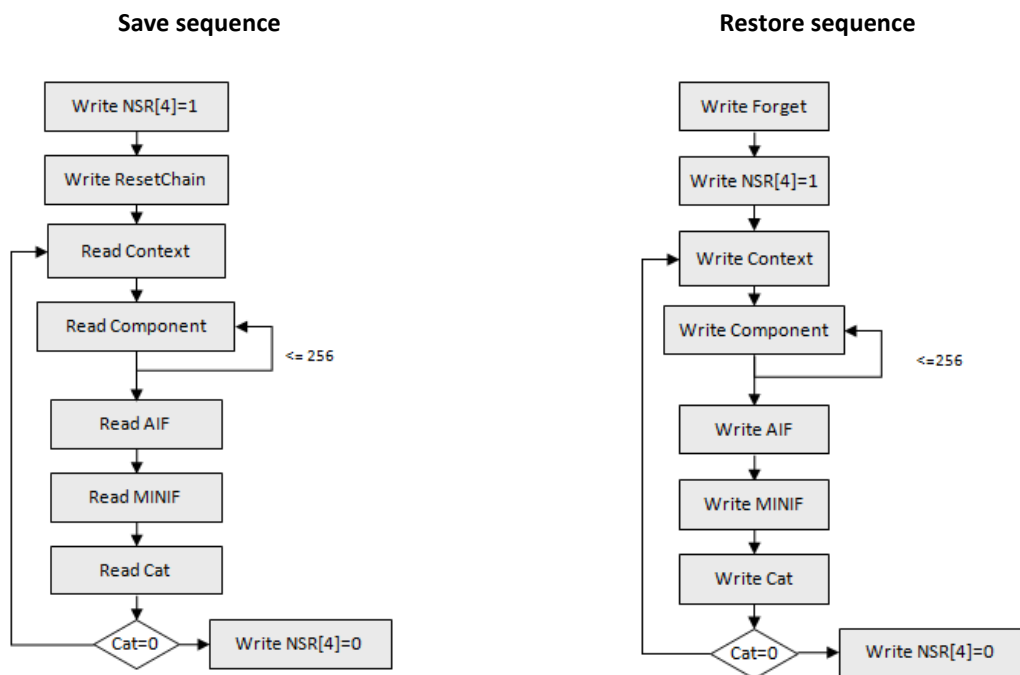 Save sequence
Write NSR[4]=1
Write ResetChain
Read Context
Read Component
<= 256
Read AIF
Read MINIF
Read Cat
Cat=0
Write NSR[4]=0
Restore sequence
Write Forget
Write NSR[4]=1
Write Context
Write Component
<=256
Write AIF
Write MINIF
Write Cat
Cat=0
Write NSR[4]=0